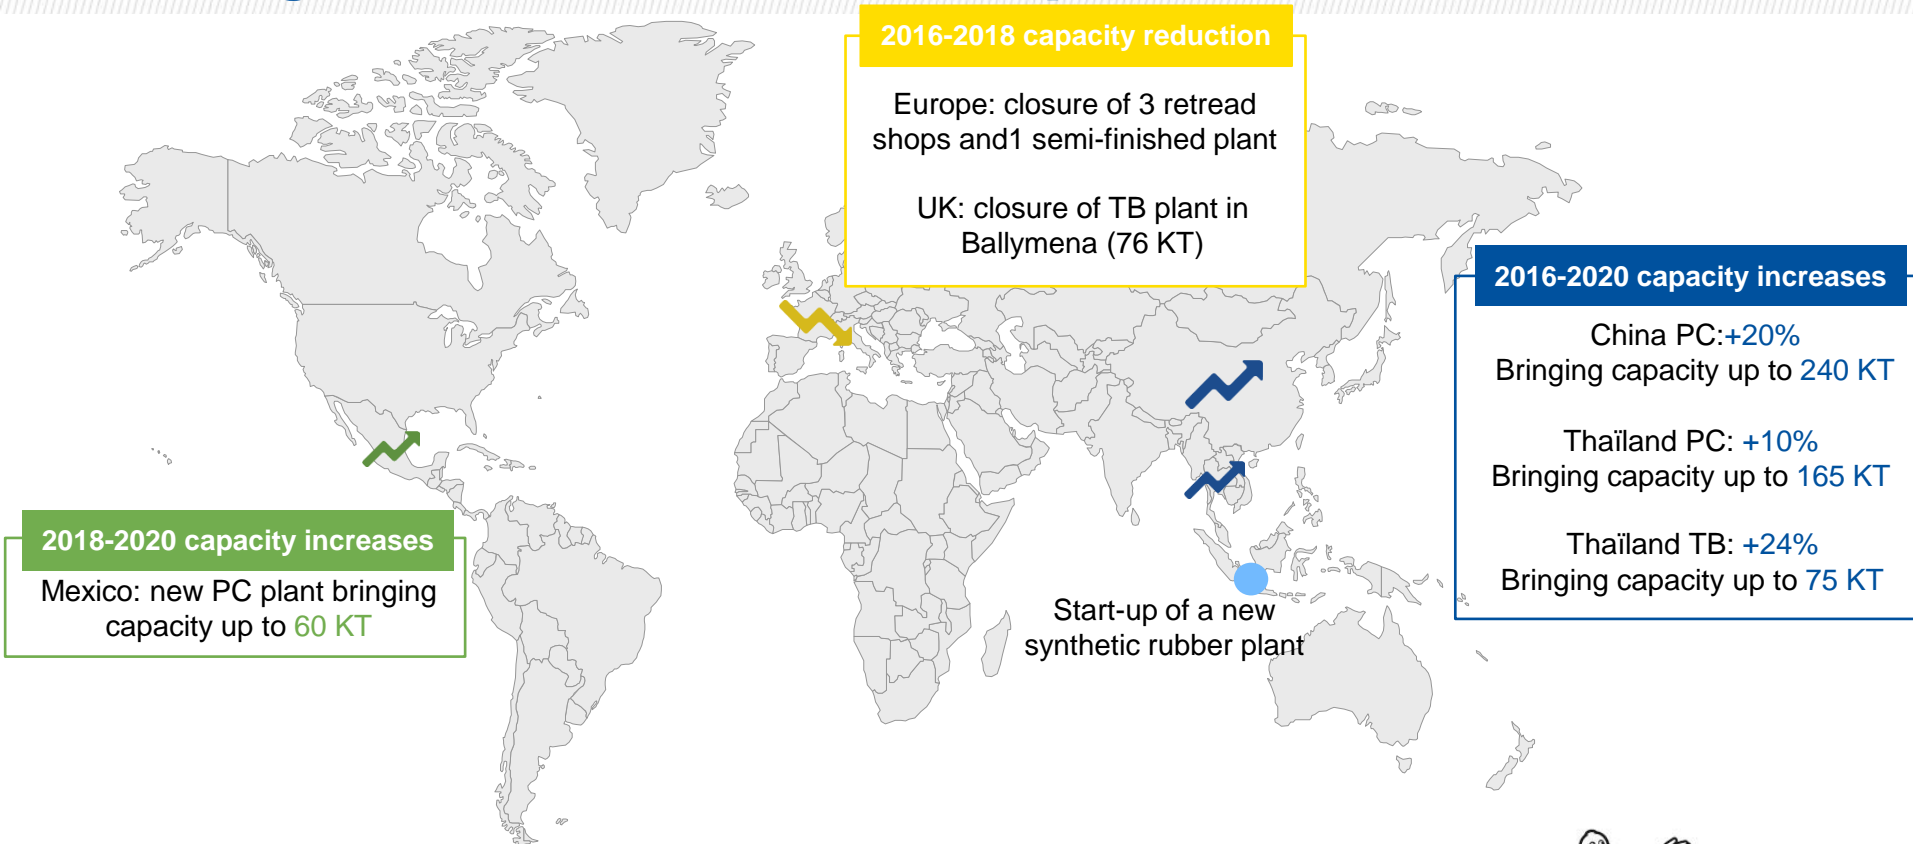 2016-2018 capacity reduction
Europe: closure of 3 retread
shops and1 semi-finished plant
UK: closure of TB plant in
Ballymena (76 KT)
2016-2020 capacity increases
China PC:+20%
Bringing capacity up to 240 KT
Thaïland PC: +10%
Bringing capacity up to 165 KT
Thaïland TB: +24%
Bringing capacity up to 75 KT
2018-2020 capacity increases
Mexico: new PC plant bringing
capacity up to 60 KT
Start-up of a new
synthetic rubber plant